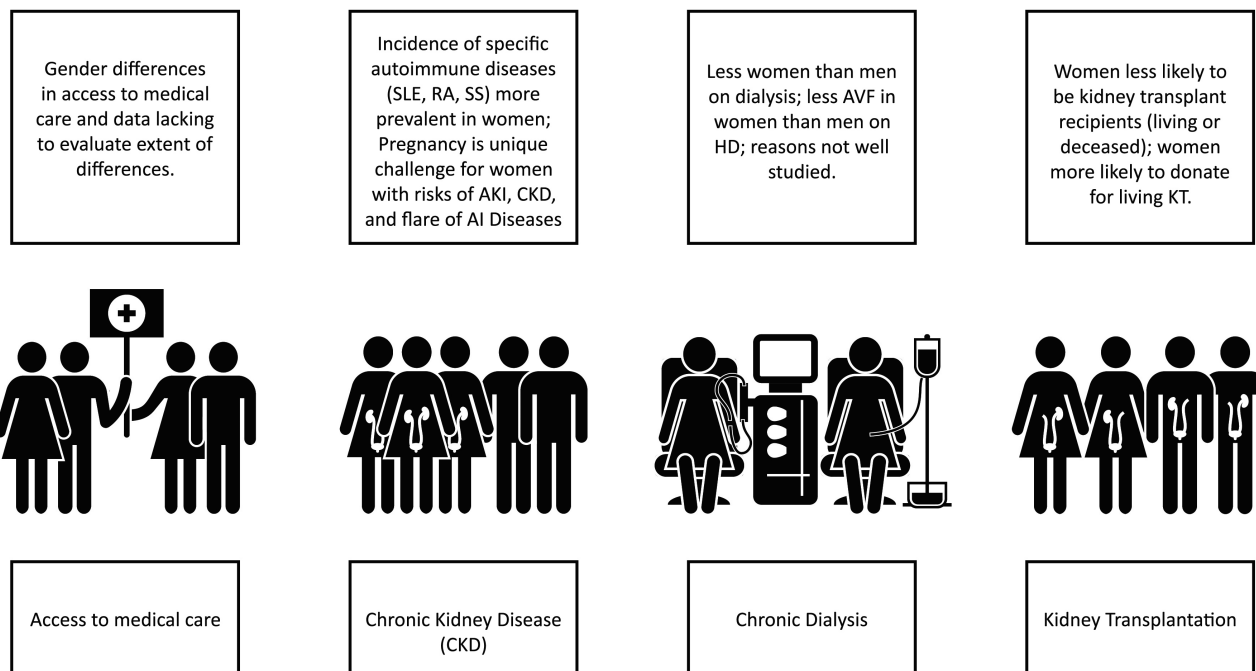 Gender differences
in access to medical
care and data lacking
to evaluate extent of
differences.
Incidence of specific
autoimmune diseases
(SLE, RA, SS) more
prevalent in women;
Pregnancy is unique
challenge for women
with risks of AKI, CKD,
and flare of AI Diseases
Less women than men
on dialysis; less AVF in
women than men on
HD; reasons not well
studied.
Women less likely to
be kidney transplant
recipients (living or
deceased); women
more likely to donate
for living KT.
Access to medical care
Chronic Kidney Disease
(CKD)
Chronic Dialysis
Kidney Transplantation